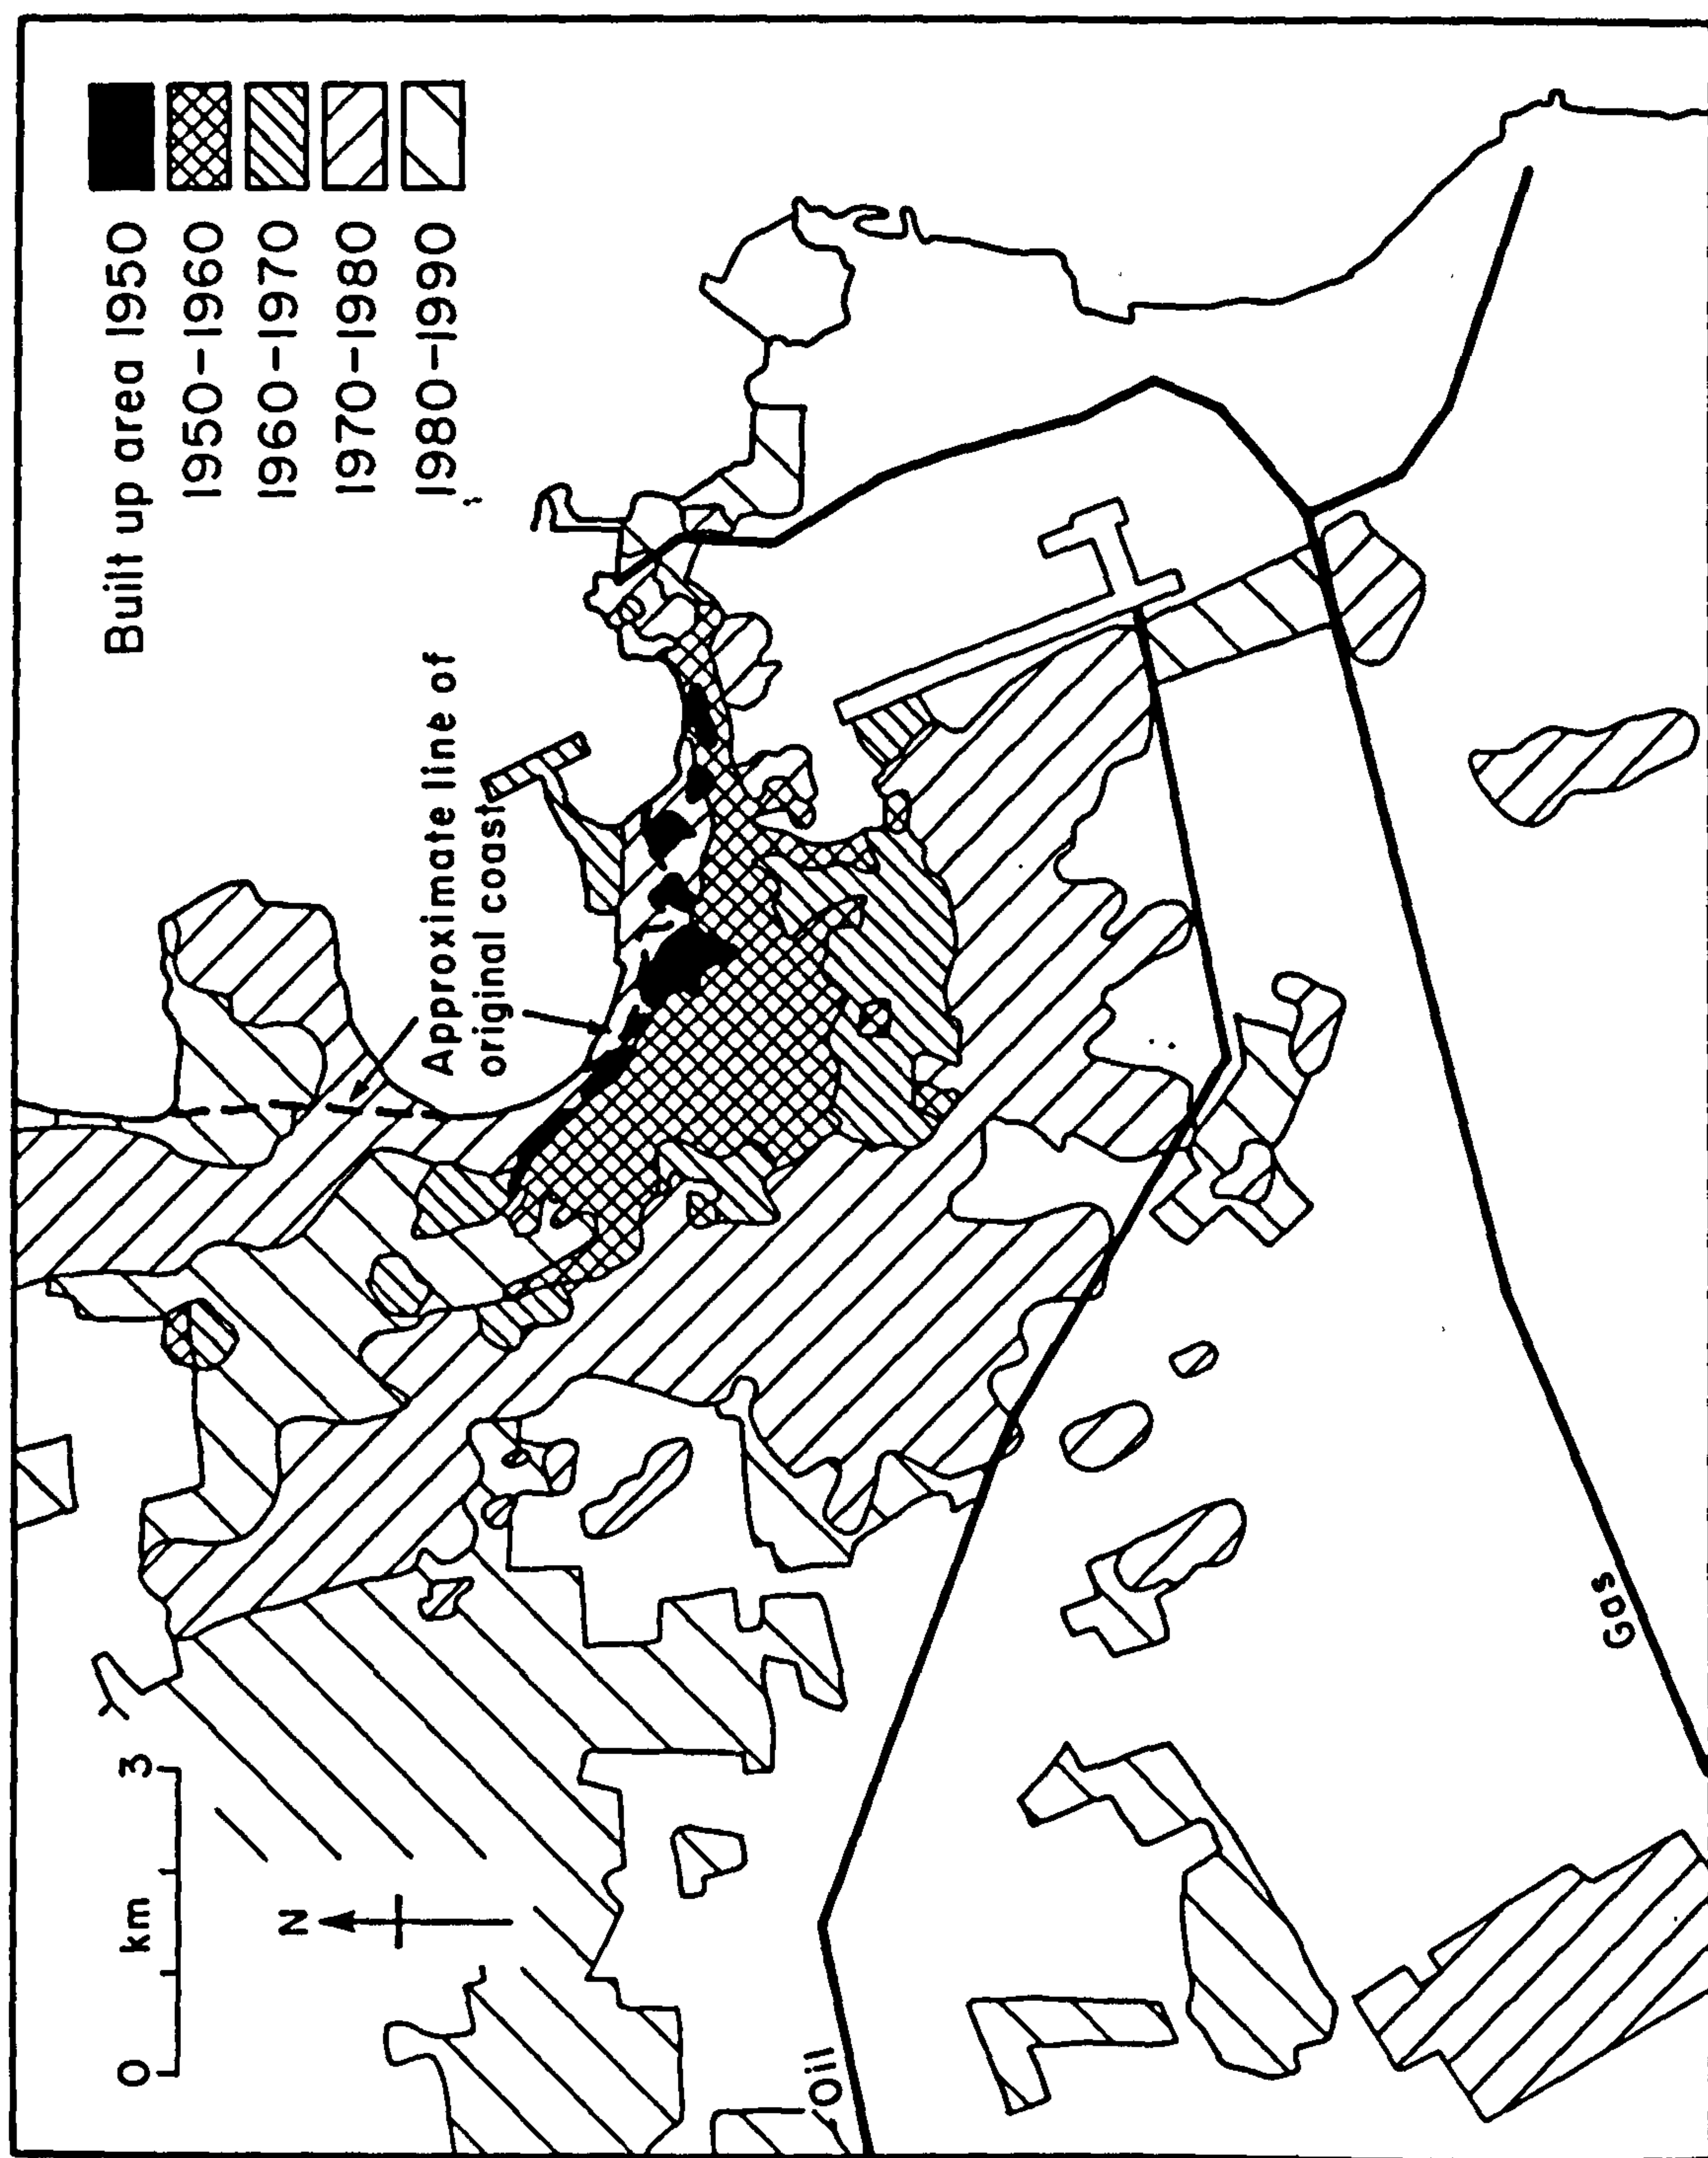 Built up area 1950
1950–1960
1960–1970
1970–1980
1980–1990
Approximate line of
original coast
0 km 3
N
Oil
Gas